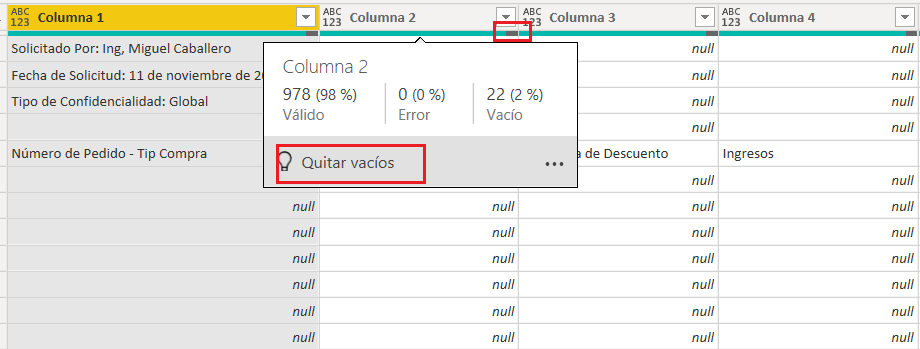 ABC 123 Columna 1 ABC 123 Columna 2 ABC 123 Columna 3 ABC 123 Columna 4
Solicitado Por: Ing, Miguel Caballero null null
Fecha de Solicitud: 11 de noviembre de 20 null
Tipo de Confidencialidad: Global null null
null null
Número de Pedido - Tip Compra a de Descuento Ingresos
Columna 2
978 (98 %) 0 (0 %) 22 (2 %)
Válido Error Vacío
Quitar vacíos ...
null null
null null null null
null null null null
null null null null
null null null null
null null null null
null null null null